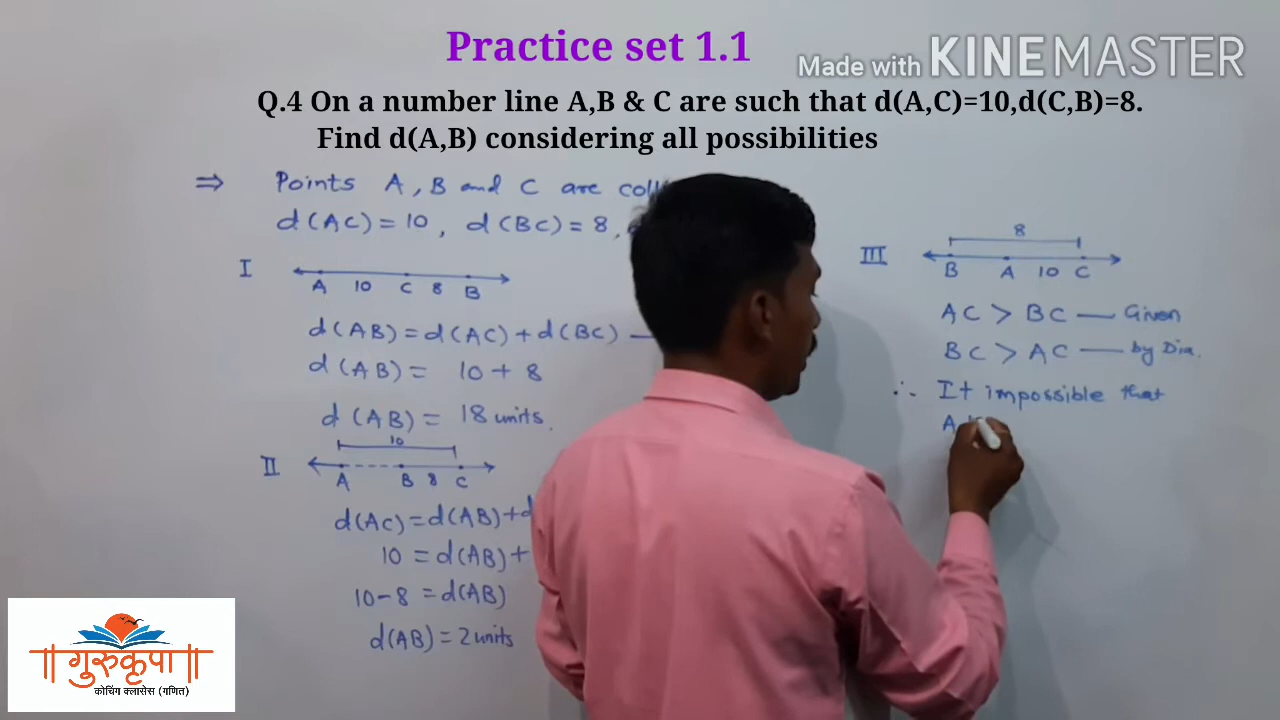 Practice set 1.1
Made with KINEMASTER
Q.4 On a number line A,B & C are such that d(A,C)=10,d(C,B)=8.
Find d(A,B) considering all possibilities
⇒ Points A, B and C are
d(AC) = 10, d(BC) = 8,
I
A 10 C 8 B
d(AB) = d(AC) + d(BC) —
d(AB) = 10 + 8
d(AB) = 18 units.
II
10
A B 8 C
d(AC) = d(AB) + d
10 = d(AB) +
10 - 8 = d(AB)
d(AB) = 2 units
III
8
B A 10 C
AC > BC — Given
BC > AC — by Dia.
∴ It impossible that
A
गुरुकृपा
कोचिंग क्लासेस (गणित)